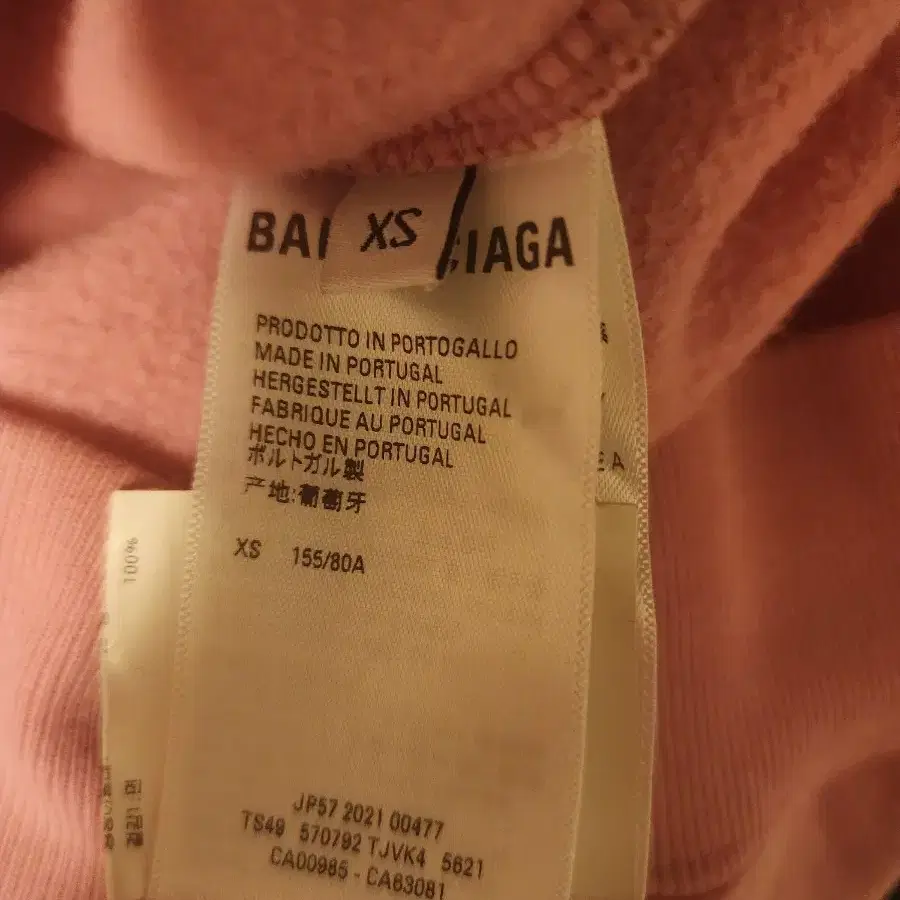 BAL XS CIAGA
PRODOTTO IN PORTOGALLO
MADE IN PORTUGAL
HERGESTELLT IN PORTUGAL
FABRIQUE AU PORTUGAL
HECHO EN PORTUGAL
ポルトガル製
产地:葡萄牙
XS 155/80A
JP57 2021 00477
TS49 570792 TJVK4 5621
CA00985 - CA63081
100%
EA